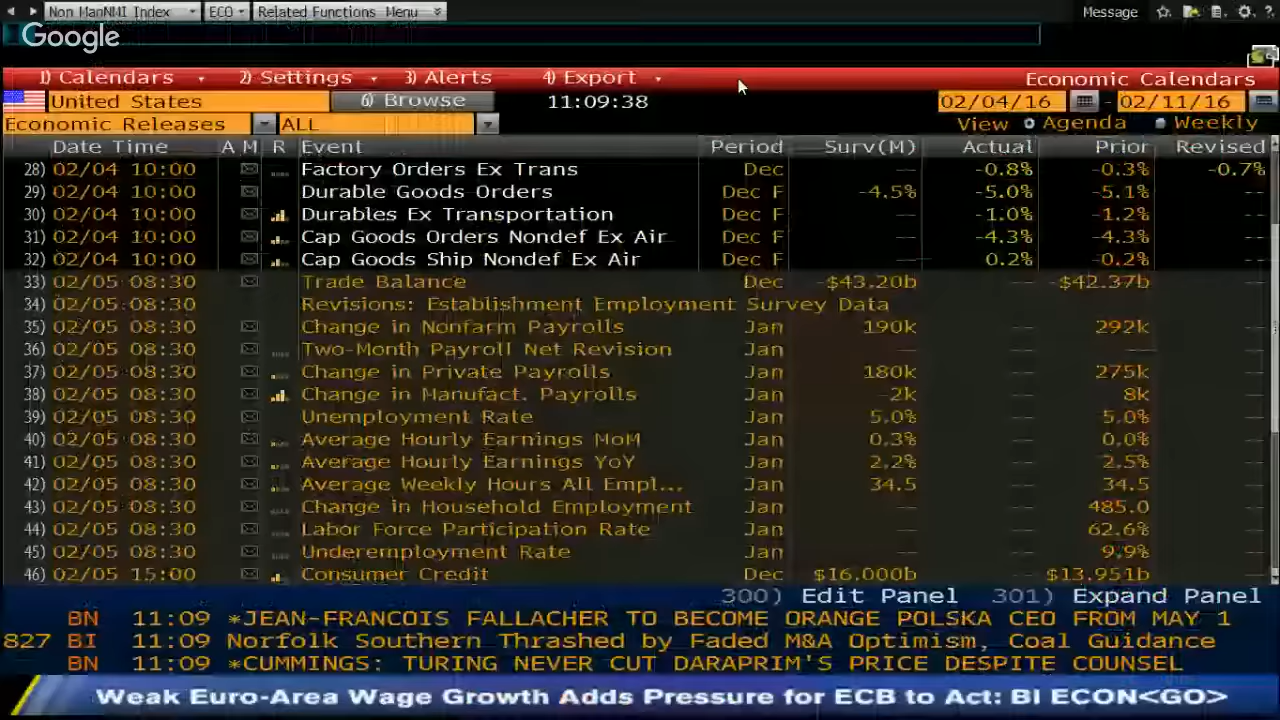 Non ManNMI Index ECO Related Functions Menu Message
Google
1) Calendars 2) Settings 3) Alerts 4) Export Economic Calendars
United States 6) Browse 11:09:38 02/04/16 - 02/11/16
Economic Releases ALL View Agenda Weekly
Date Time A M R Event Period Surv(M) Actual Prior Revised
28) 02/04 10:00 Factory Orders Ex Trans Dec -- -0.8% -0.3% -0.7%
29) 02/04 10:00 Durable Goods Orders Dec F -4.5% -5.0% -5.1% --
30) 02/04 10:00 Durables Ex Transportation Dec F -- -1.0% -1.2% --
31) 02/04 10:00 Cap Goods Orders Nondef Ex Air Dec F -- -4.3% -4.3% --
32) 02/04 10:00 Cap Goods Ship Nondef Ex Air Dec F -- 0.2% -0.2% --
33) 02/05 08:30 Trade Balance Dec -$43.20b -- -$42.37b --
34) 02/05 08:30 Revisions: Establishment Employment Survey Data
35) 02/05 08:30 Change in Nonfarm Payrolls Jan 190k -- 292k --
36) 02/05 08:30 Two-Month Payroll Net Revision Jan -- -- -- --
37) 02/05 08:30 Change in Private Payrolls Jan 180k -- 275k --
38) 02/05 08:30 Change in Manufact. Payrolls Jan -2k -- 8k --
39) 02/05 08:30 Unemployment Rate Jan 5.0% -- 5.0% --
40) 02/05 08:30 Average Hourly Earnings MoM Jan 0.3% -- 0.0% --
41) 02/05 08:30 Average Hourly Earnings YoY Jan 2.2% -- 2.5% --
42) 02/05 08:30 Average Weekly Hours All Empl... Jan 34.5 -- 34.5 --
43) 02/05 08:30 Change in Household Employment Jan -- -- 485.0 --
44) 02/05 08:30 Labor Force Participation Rate Jan -- -- 62.6% --
45) 02/05 08:30 Underemployment Rate Jan -- -- 9.9% --
46) 02/05 15:00 Consumer Credit Dec $16.000b -- $13.951b --
300) Edit Panel 301) Expand Panel
BN 11:09 *JEAN-FRANCOIS FALLACHER TO BECOME ORANGE POLSKA CEO FROM MAY 1
827 BI 11:09 Norfolk Southern Thrashed by Faded M&A Optimism, Coal Guidance
BN 11:09 *CUMMINGS: TURING NEVER CUT DARAPRIM'S PRICE DESPITE COUNSEL
Weak Euro-Area Wage Growth Adds Pressure for ECB to Act: BI ECON<GO>